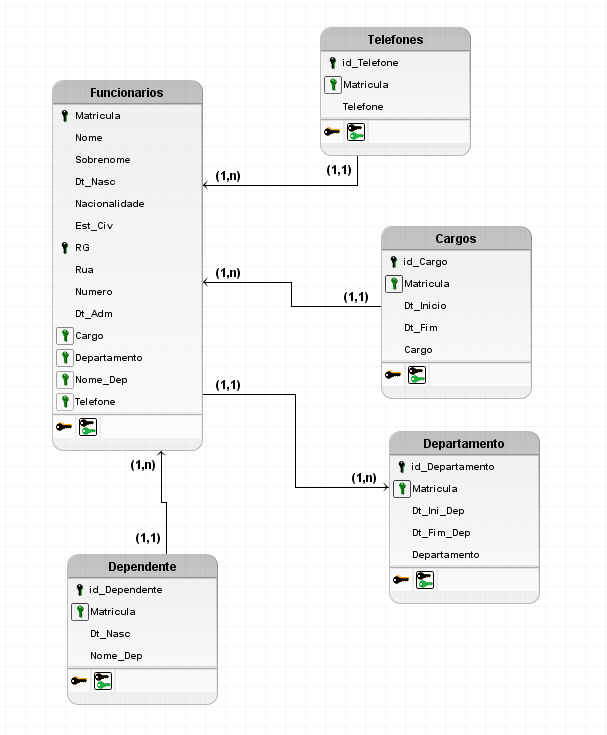 Telefones
id_Telefone
Matricula
Telefone
(1,1)
Funcionarios
Matricula
Nome
Sobrenome
Dt_Nasc
Nacionalidade
Est_Civ
RG
Rua
Numero
Dt_Adm
Cargo
Departamento
Nome_Dep
Telefone
(1,n)
(1,n)
(1,1)
(1,n)
Cargos
id_Cargo
Matricula
Dt_Inicio
Dt_Fim
Cargo
(1,1)
Departamento
id_Departamento
Matricula
Dt_Ini_Dep
Dt_Fim_Dep
Departamento
(1,n)
(1,1)
Dependente
id_Dependente
Matricula
Dt_Nasc
Nome_Dep